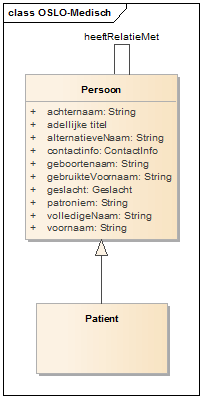 class OSLO-Medisch
heeftRelatieMet
Persoon
+ achternaam: String
+ adellijke titel
+ alternatieveNaam: String
+ contactinfo: ContactInfo
+ geboortenaam: String
+ gebruikteVoornaam: String
+ geslacht: Geslacht
+ patroniem: String
+ volledigeNaam: String
+ voornaam: String
Patient